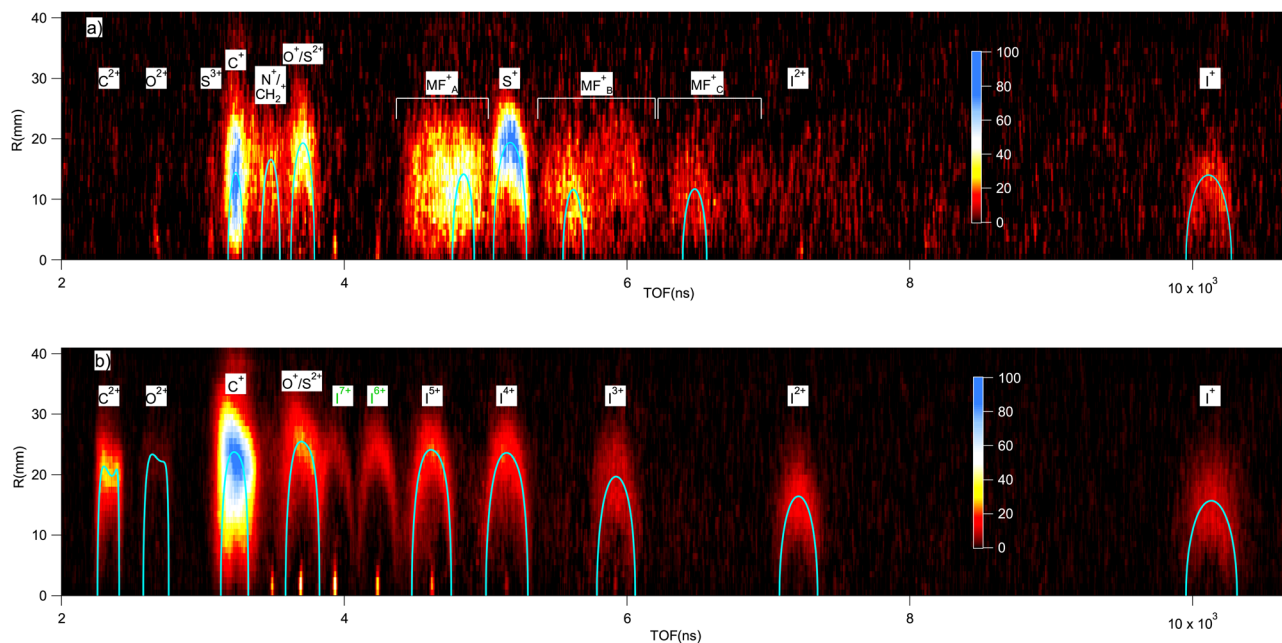 a)
C²⁺
O²⁺
S³⁺
C⁺
N⁺/
CH₂⁺
O⁺/S²⁺
MF⁺_A
S⁺
MF⁺_B
MF⁺_C
I²⁺
I⁺
100
80
60
40
20
0
40
30
20
10
0
R(mm)
2
4
6
8
10 x 10³
TOF(ns)
b)
C²⁺
O²⁺
C⁺
O⁺/S²⁺
I⁷⁺
I⁶⁺
I⁵⁺
I⁴⁺
I³⁺
I²⁺
I⁺
100
80
60
40
20
0
40
30
20
10
0
R(mm)
2
4
6
8
10 x 10³
TOF(ns)